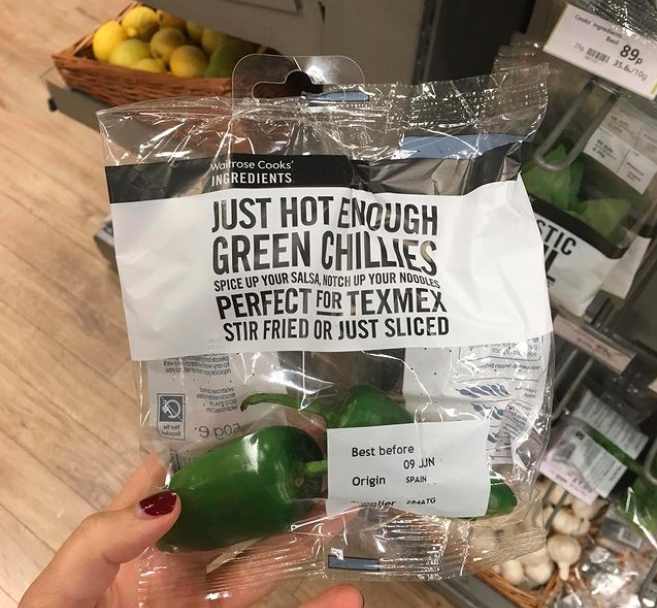 Waitrose Cooks'
INGREDIENTS
JUST HOT ENOUGH
GREEN CHILLIES
SPICE UP YOUR SALSA, NOTCH UP YOUR NOODLES
PERFECT FOR TEXMEX
STIR FRIED OR JUST SLICED
Best before
09 JUN
Origin SPAIN
89p
STIC